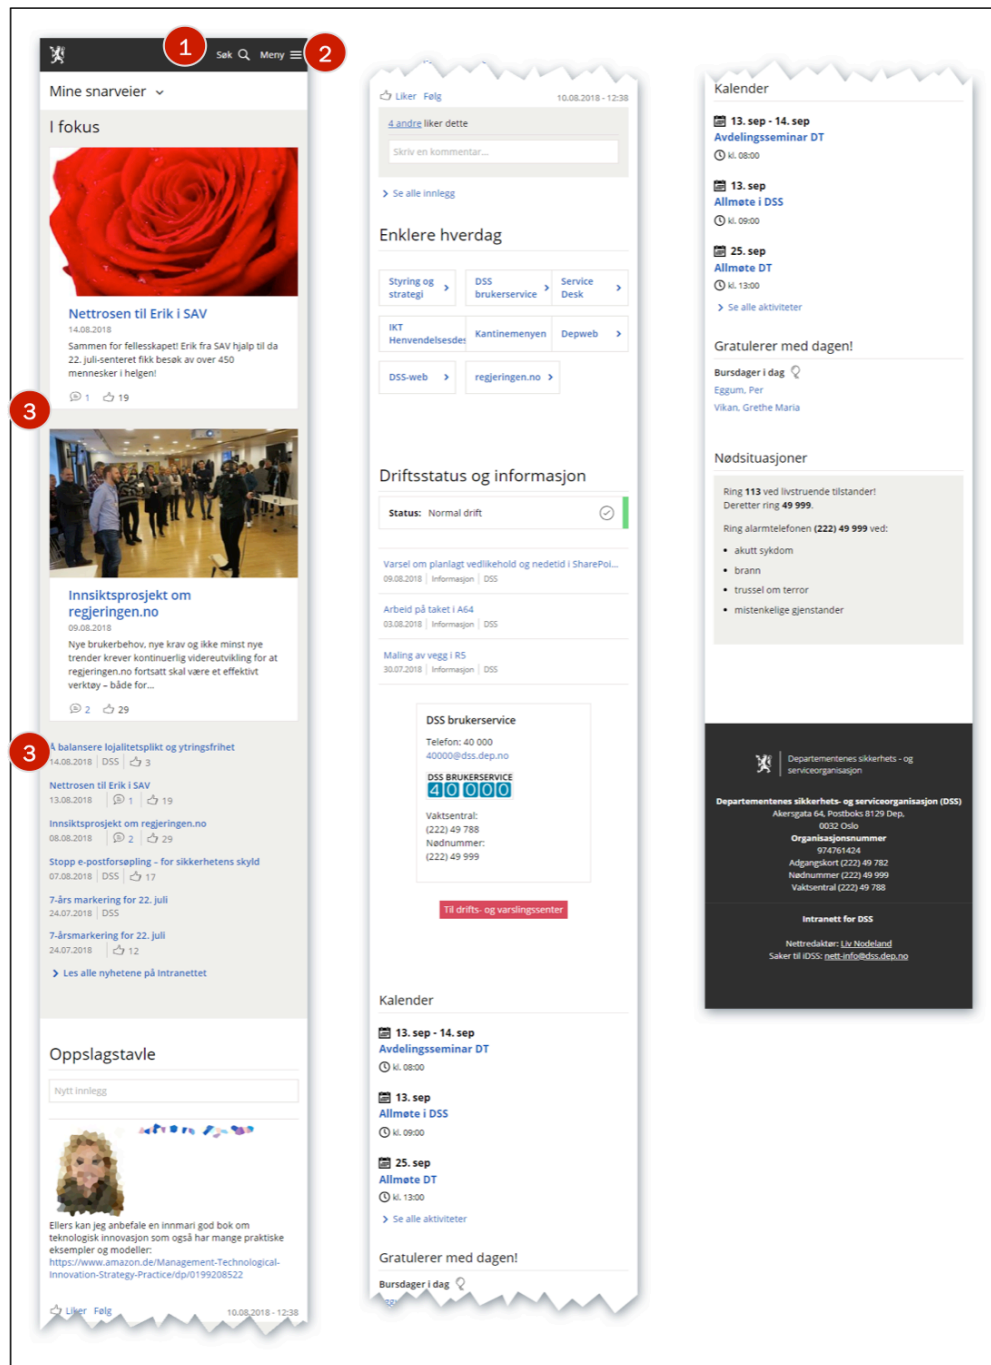 1
Søk Meny
2
Mine snarveier
I fokus
Nettrosen til Erik i SAV
14.08.2018
Sammen for fellesskapet! Erik fra SAV hjalp til da
22. juli-senteret fikk besøk av over 450
mennesker i helgen!
1 19
3
Innsiktsprosjekt om
regjeringen.no
09.08.2018
Nye brukerbehov, nye krav og ikke minst nye
trender krever kontinuerlig videreutvikling for at
regjeringen.no fortsatt skal være et effektivt
verktøy – både for...
2 29
3
Å balansere lojalitetsplikt og ytringsfrihet
14.08.2018 | DSS | 3
Nettrosen til Erik i SAV
13.08.2018 | 1 | 19
Innsiktsprosjekt om regjeringen.no
08.08.2018 | 2 | 29
Stopp e-postforsøpling – for sikkerhetens skyld
07.08.2018 | DSS | 17
7-års markering for 22. juli
24.07.2018 | DSS
7-årsmarkering for 22. juli
24.07.2018 | 12
Les alle nyhetene på Intranettet
Oppslagstavle
Nytt innlegg
Ellers kan jeg anbefale en innmari god bok om
teknologisk innovasjon som også har mange praktiske
eksempler og modeller:
https://www.amazon.de/Management-Technological-
Innovation-Strategy-Practice/dp/0199208522
Liker Følg 10.08.2018 - 12:38
Liker Følg 10.08.2018 - 12:38
4 andre liker dette
Skriv en kommentar...
Se alle innlegg
Enklere hverdag
Styring og
strategi
DSS
brukerservice
Service
Desk
IKT
Henvendelsesdes
Kantinemenyen
Depweb
DSS-web
regjeringen.no
Driftsstatus og informasjon
Status: Normal drift
Varsel om planlagt vedlikehold og nedetid i SharePoi...
09.08.2018 | Informasjon | DSS
Arbeid på taket i A64
03.08.2018 | Informasjon | DSS
Maling av vegg i R5
30.07.2018 | Informasjon | DSS
DSS brukerservice
Telefon: 40 000
40000@dss.dep.no
DSS BRUKERSERVICE
40000
Vaktsentral:
(222) 49 788
Nødnummer:
(222) 49 999
Til drifts- og varslingssenter
Kalender
13. sep - 14. sep
Avdelingsseminar DT
kl. 08:00
13. sep
Allmøte i DSS
kl. 09:00
25. sep
Allmøte DT
kl. 13:00
Se alle aktiviteter
Gratulerer med dagen!
Bursdager i dag
Kalender
13. sep - 14. sep
Avdelingsseminar DT
kl. 08:00
13. sep
Allmøte i DSS
kl. 09:00
25. sep
Allmøte DT
kl. 13:00
Se alle aktiviteter
Gratulerer med dagen!
Bursdager i dag
Eggum, Per
Vikan, Grethe Maria
Nødsituasjoner
Ring 113 ved livstruende tilstander!
Deretter ring 49 999.
Ring alarmtelefonen (222) 49 999 ved:
• akutt sykdom
• brann
• trussel om terror
• mistenkelige gjenstander
Departementenes sikkerhets - og
serviceorganisasjon
Departementenes sikkerhets- og serviceorganisasjon (DSS)
Akersgata 64, Postboks 8129 Dep,
0032 Oslo
Organisasjonsnummer
974761424
Adgangskort (222) 49 782
Nødnummer (222) 49 999
Vaktsentral (222) 49 788
Intranett for DSS
Nettredaktør: Liv Nodeland
Saker til iDSS: nett-info@dss.dep.no